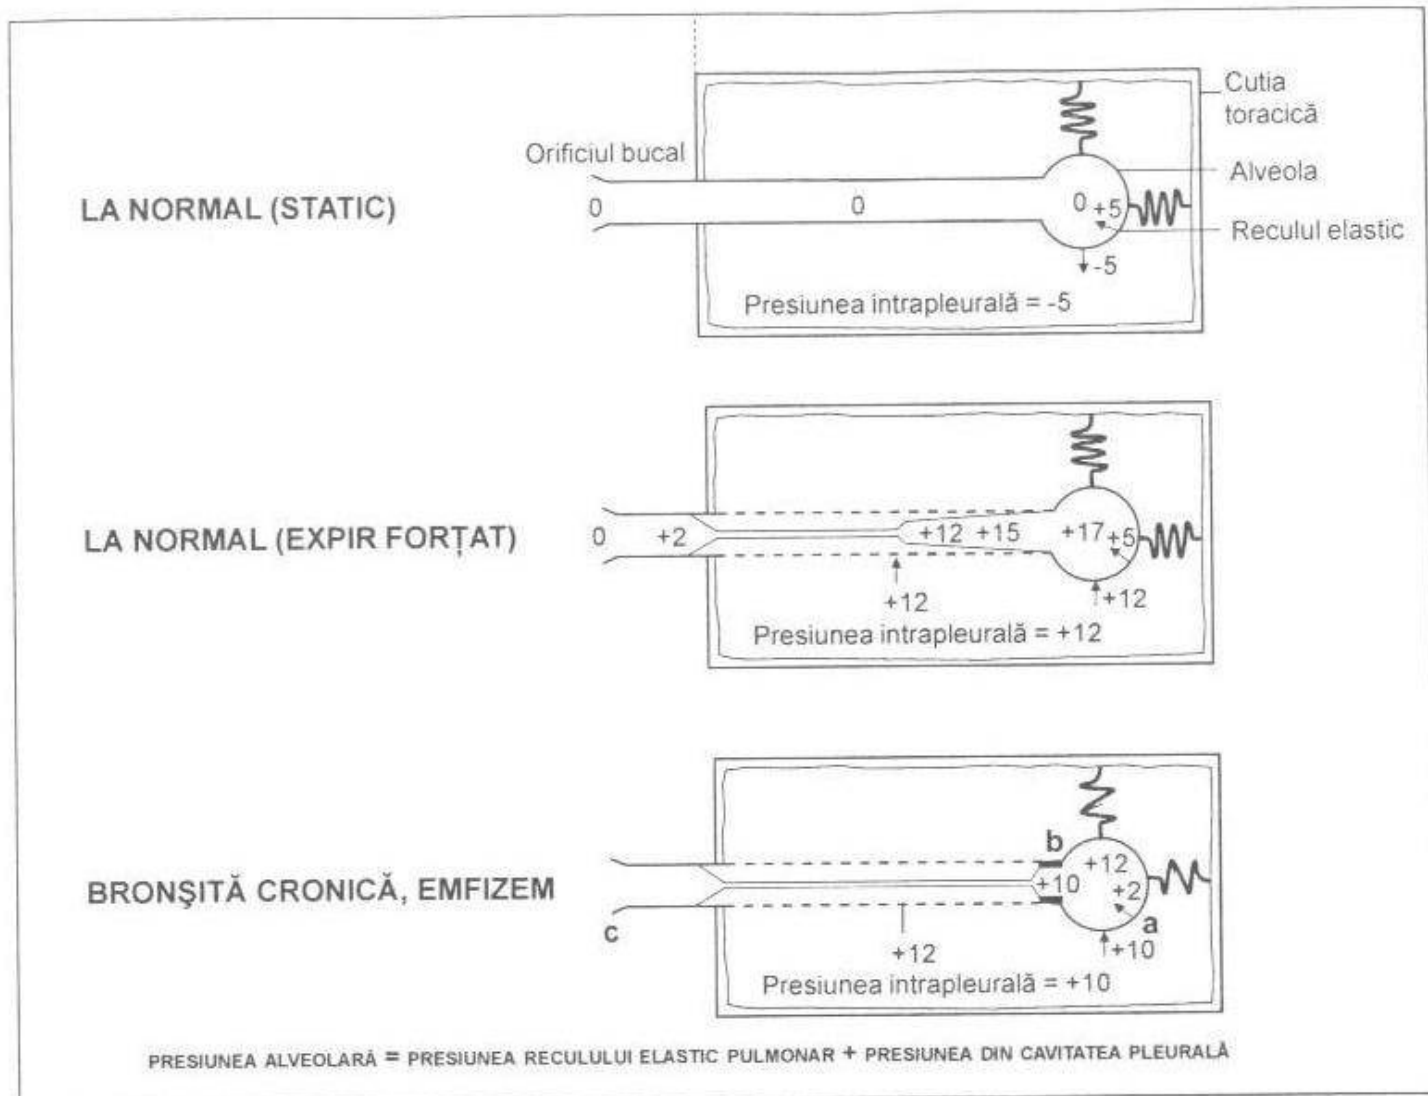 Cutia
toracică
Orificiul bucal
Alveola
LA NORMAL (STATIC)
0
0
0 +5
Reculul elastic
-5
Presiunea intrapleurală = -5
LA NORMAL (EXPIR FORȚAT)
0 +2 +12 +15 +17 +5
+12 +12
Presiunea intrapleurală = +12
b
+12
+10 +2
BRONŞITĂ CRONICĂ, EMFIZEM
c
a
+12 +10
Presiunea intrapleurală = +10
PRESIUNEA ALVEOLARĂ = PRESIUNEA RECULULUI ELASTIC PULMONAR + PRESIUNEA DIN CAVITATEA PLEURALĂ